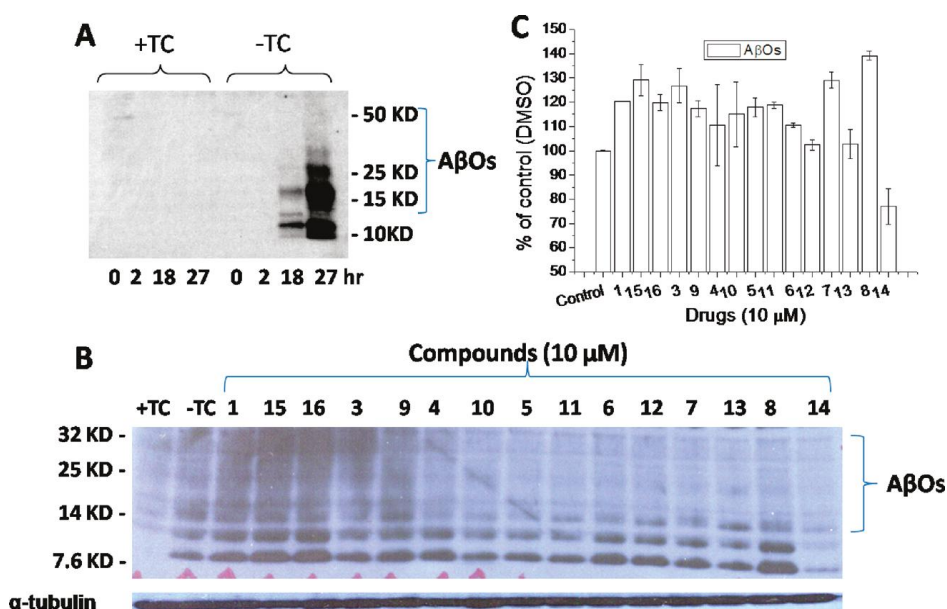 A
+TC -TC
- 50 KD
- 25 KD
- 15 KD
- 10KD
AβOs
0 2 18 27 0 2 18 27 hr
C
AβOs
% of control (DMSO)
150
140
130
120
110
100
90
80
70
60
50
Control 1 15 16 3 9 4 10 5 11 6 12 7 13 8 14
Drugs (10 μM)
B
Compounds (10 μM)
+TC -TC 1 15 16 3 9 4 10 5 11 6 12 7 13 8 14
32 KD -
25 KD -
14 KD -
7.6 KD -
AβOs
α-tubulin